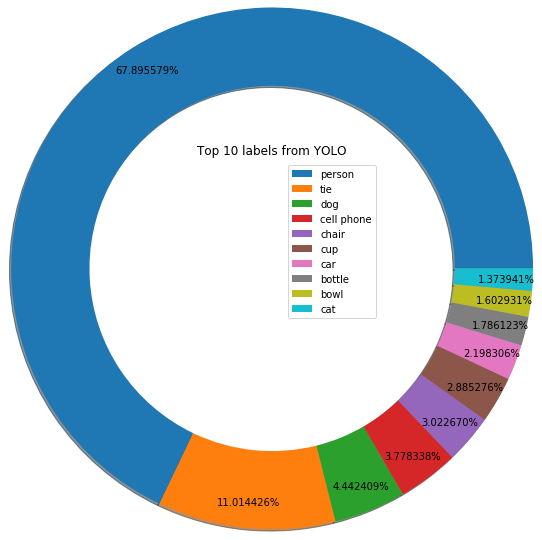 67.895579%
Top 10 labels from YOLO
person
tie
dog
cell phone
chair
cup
car
bottle
bowl
cat
1.373941%
1.602931%
1.786123%
2.198306%
2.885276%
3.022670%
3.778338%
4.442409%
11.014426%